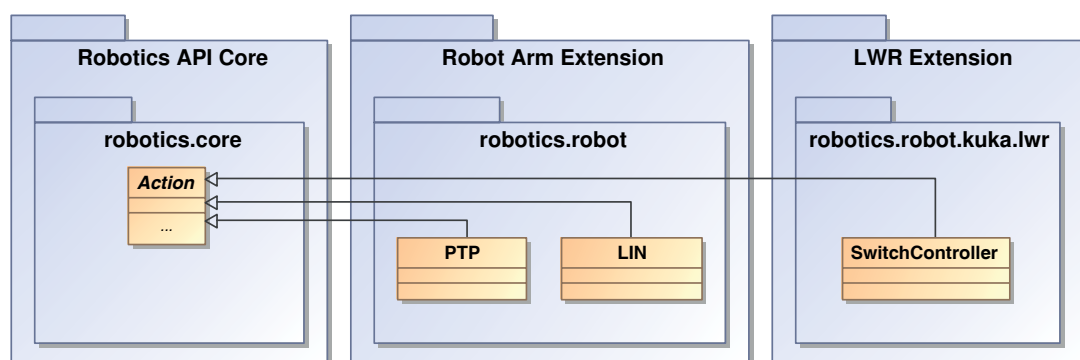 Robotics API Core
Robot Arm Extension
LWR Extension
robotics.core
robotics.robot
robotics.robot.kuka.lwr
Action
...
PTP
LIN
SwitchController